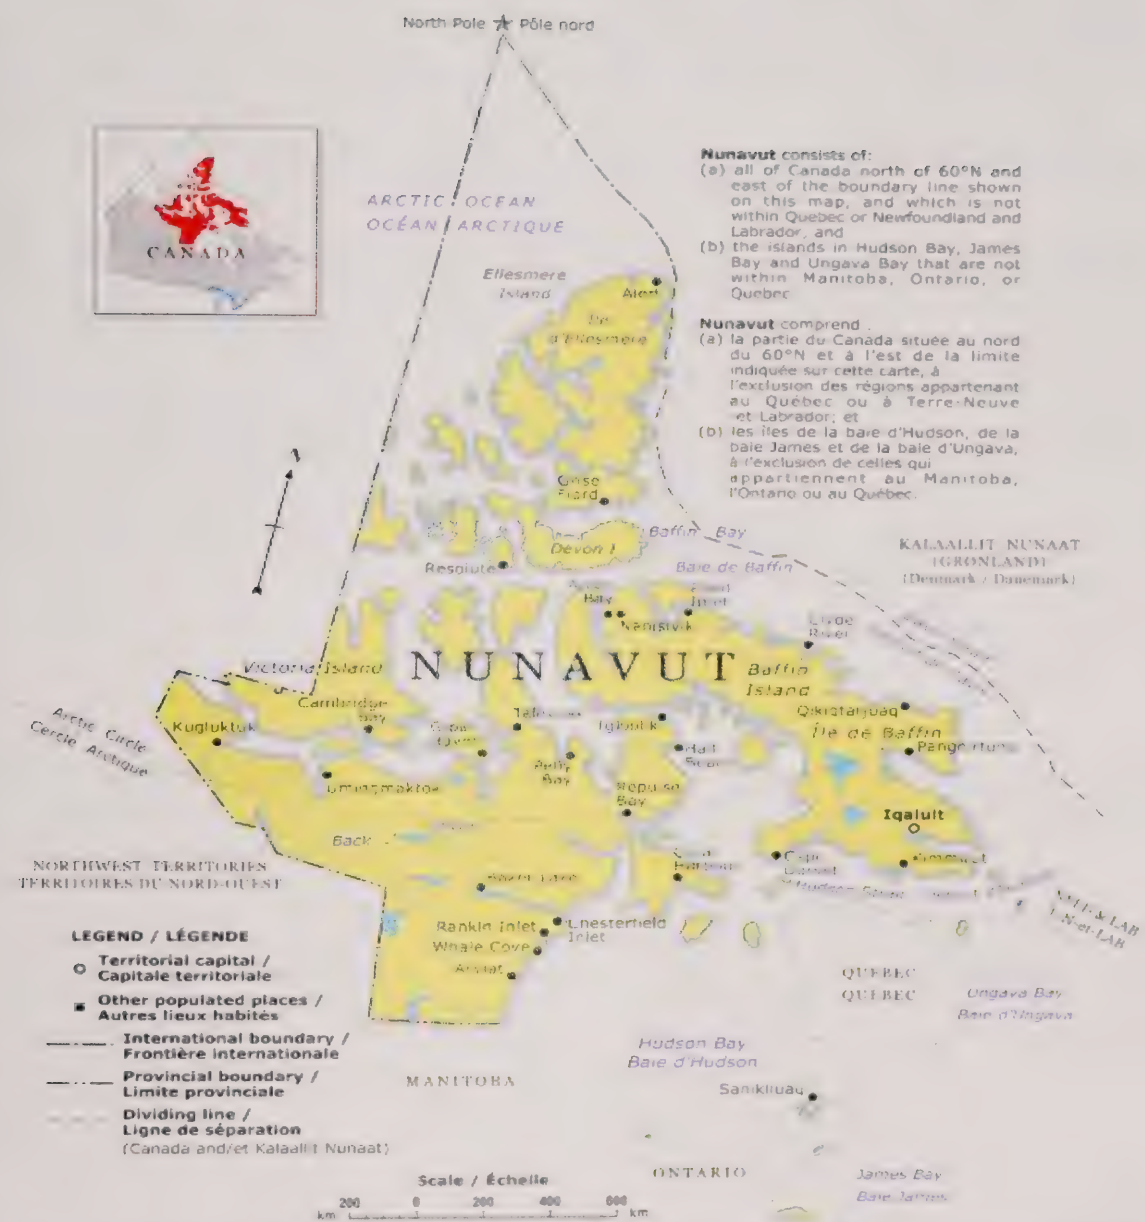 North Pole Pôle nord
CANADA
ARCTIC OCEAN
OCÉAN ARCTIQUE
Nunavut consists of:
(a) all of Canada north of 60°N and
east of the boundary line shown
on this map, and which is not
within Quebec or Newfoundland and
Labrador, and
(b) the islands in Hudson Bay, James
Bay and Ungava Bay that are not
within Manitoba, Ontario, or
Quebec
Nunavut comprend
(a) la partie du Canada située au nord
du 60°N et à l'est de la limite
indiquée sur cette carte, à
l'exclusion des régions appartenant
au Québec ou à Terre-Neuve
et Labrador; et
(b) les îles de la baie d'Hudson, de la
baie James et de la baie d'Ungava,
à l'exclusion de celles qui
appartiennent au Manitoba,
l'Ontario ou au Québec.
Ellesmere
Island
Alert
Île
d'Ellesmere
N
Grise
Fiord
Devon I
Baffin Bay
Baie de Baffin
Resolute
KALAALLIT NUNAAT
(GRONLAND)
(Denmark / Danemark)
Bay
Nanisivik
Inlet
Clyde
River
NUNAVUT
Victoria Island
Baffin
Island
Cambridge
Bay
Kugluktuk
Arctic Circle
Cercle Arctique
Igloolik
Qikiqtarjuaq
Île de Baffin
Pangnirtung
Hall
Pelly
Bay
Umingmaktok
Repulse
Bay
Iqaluit
Back
NORTHWEST TERRITORIES
TERRITOIRES DU NORD-OUEST
Baker Lake
Cape
Dorset
Kimmirut
Hudson Strait
NFLD & LAB
T-N-et-LAB
Rankin Inlet
Chesterfield
Inlet
Whale Cove
Arviat
QUEBEC
QUÉBEC
Ungava Bay
Baie d'Ungava
Hudson Bay
Baie d'Hudson
MANITOBA
Sanikiluaq
ONTARIO
James Bay
Baie James
LEGEND / LÉGENDE
Territorial capital /
Capitale territoriale
Other populated places /
Autres lieux habités
International boundary /
Frontière internationale
Provincial boundary /
Limite provinciale
Dividing line /
Ligne de séparation
(Canada and/et Kalaallit Nunaat)
Scale / Échelle
200 0 200 400 600
km km